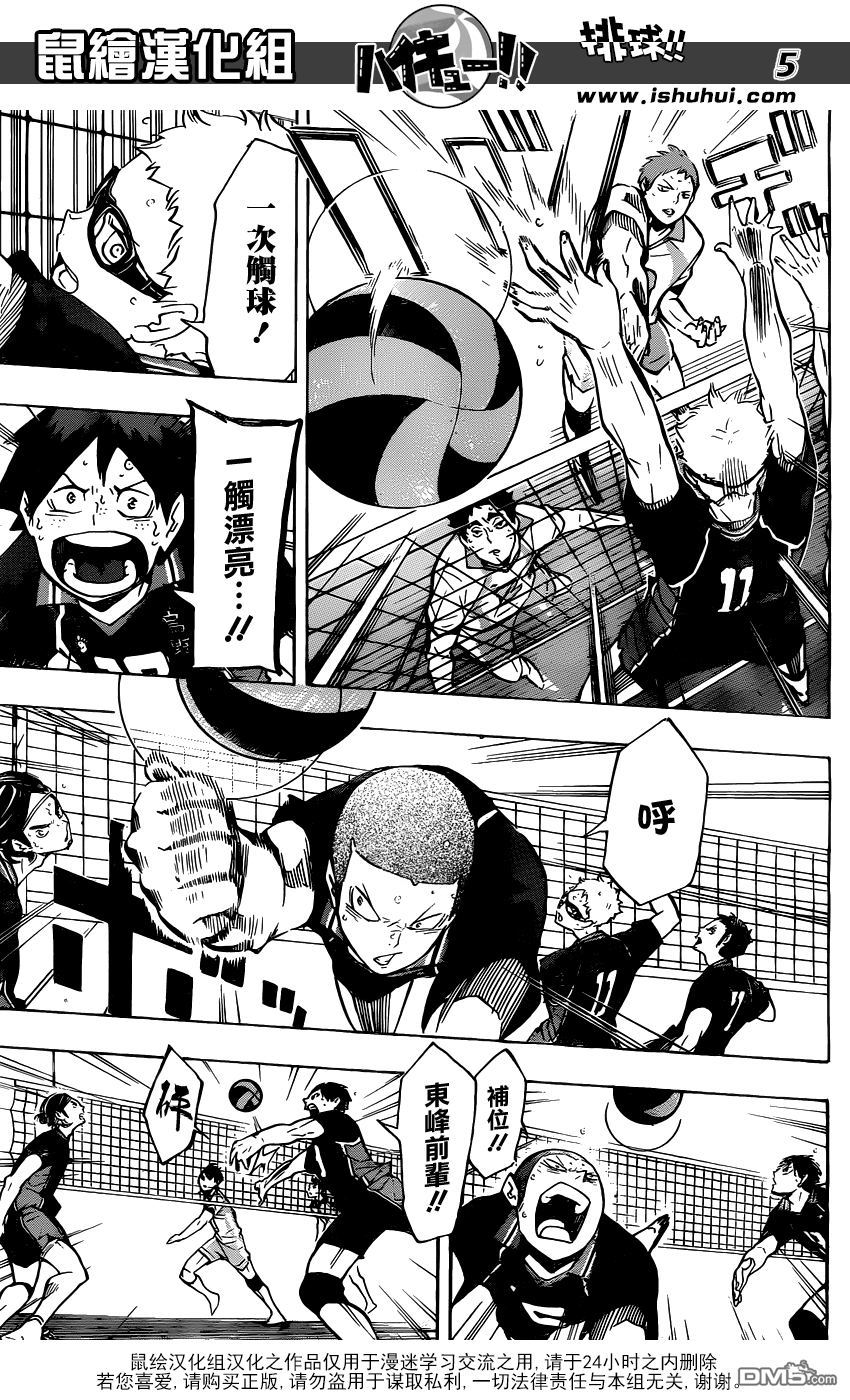 鼠繪漢化組
ハイキュー!!
排球!!
5
www.ishuhui.com
一次觸球！
11
一觸漂亮…!!
呼
11
補位!!
東峰前輩!!
砰
鼠绘汉化组汉化之作品仅用于漫迷学习交流之用, 请于24小时之内删除
若您喜爱, 请购买正版, 请勿盗用于谋取私利, 一切法律责任与本组无关, 谢谢.
DM5.com